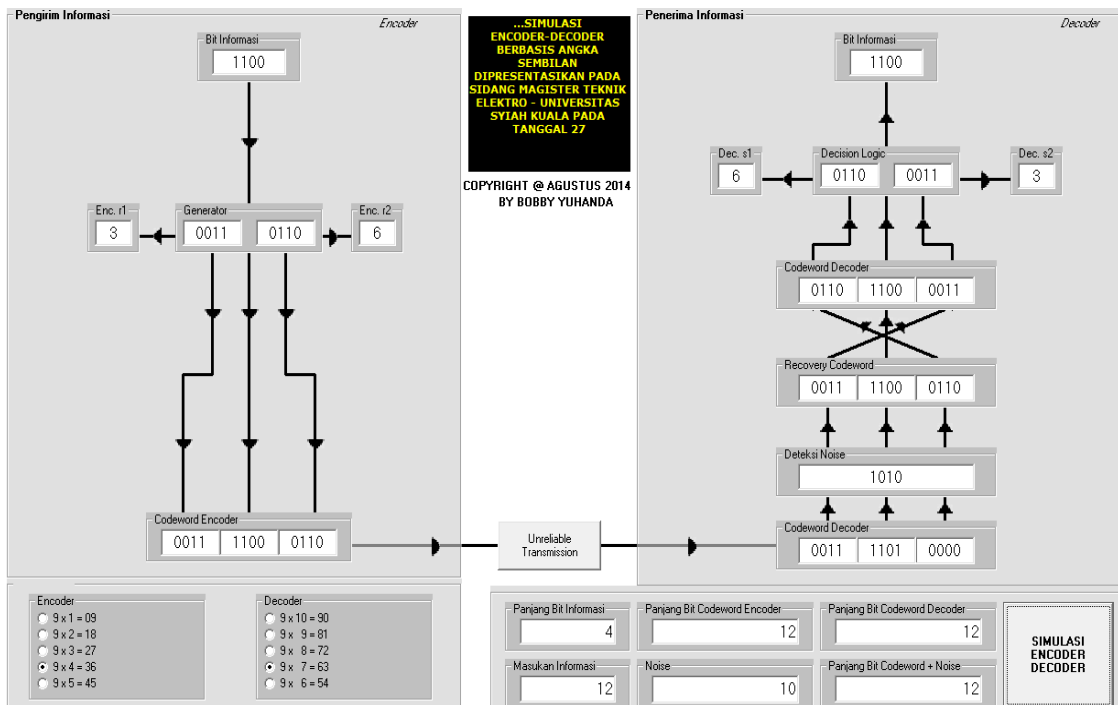 Pengirim Informasi
Encoder
Bit Informasi
1100
Enc. r1
3
Generator
0011 0110
Enc. r2
6
Codeword Encoder
0011 1100 0110
...SIMULASI
ENCODER-DECODER
BERBASIS ANGKA
SEMBILAN
DIPRESENTASIKAN PADA
SIDANG MAGISTER TEKNIK
ELEKTRO - UNIVERSITAS
SYIAH KUALA PADA
TANGGAL 27
COPYRIGHT @ AGUSTUS 2014
BY BOBBY YUHANDA
Unreliable
Transmission
Penerima Informasi
Decoder
Bit Informasi
1100
Dec. s1
6
Decision Logic
0110 0011
Dec. s2
3
Codeword Decoder
0110 1100 0011
Recovery Codeword
0011 1100 0110
Deteksi Noise
1010
Codeword Decoder
0011 1101 0000
Encoder
9 x 1 = 09
9 x 2 = 18
9 x 3 = 27
9 x 4 = 36
9 x 5 = 45
Decoder
9 x 10 = 90
9 x 9 = 81
9 x 8 = 72
9 x 7 = 63
9 x 6 = 54
Panjang Bit Informasi
4
Panjang Bit Codeword Encoder
12
Panjang Bit Codeword Decoder
12
Masukan Informasi
12
Noise
10
Panjang Bit Codeword + Noise
12
SIMULASI
ENCODER
DECODER